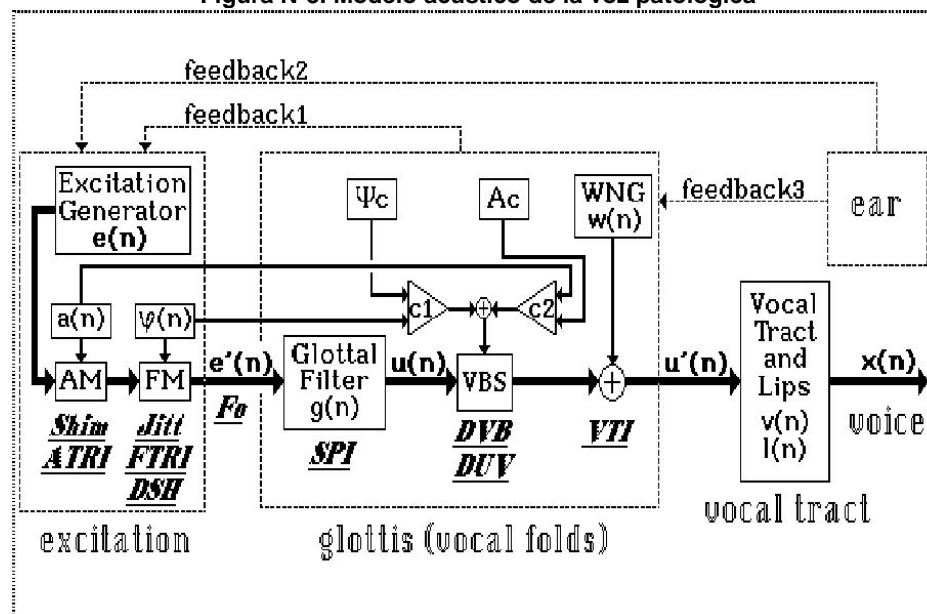 Figura Nº3. Modelo acústico de la voz patológica
feedback2
feedback1
Excitation
Generator
e(n)
Ψc
Ac
WNG
w(n)
feedback3
ear
a(n)
φ(n)
c1
+
c2
AM
FM
e'(n)
Fo
Glottal
Filter
g(n)
u(n)
VBS
+
u'(n)
Vocal
Tract
and
Lips
v(n)
l(n)
x(n)
voice
Shim
ATRI
Jitt
FTRI
DSH
SPI
DVB
DUV
VTI
excitation
glottis (vocal folds)
vocal tract